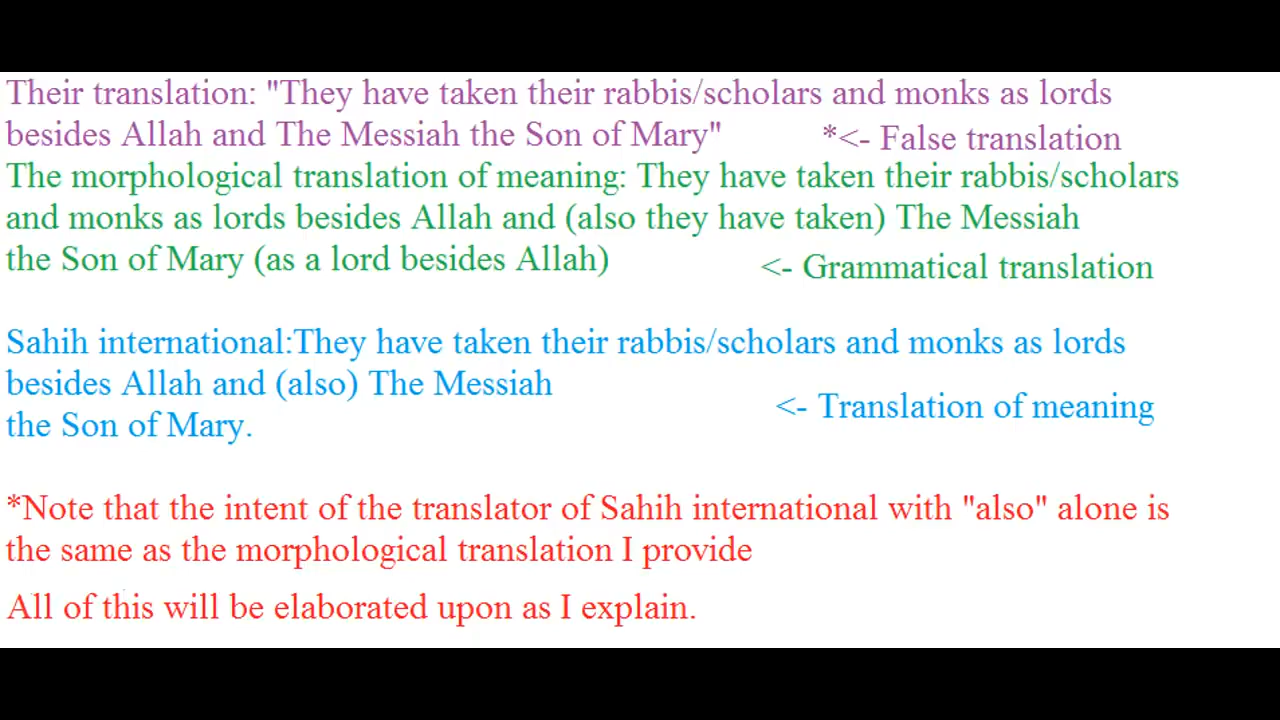 Their translation: "They have taken their rabbis/scholars and monks as lords
besides Allah and The Messiah the Son of Mary" *<- False translation
The morphological translation of meaning: They have taken their rabbis/scholars
and monks as lords besides Allah and (also they have taken) The Messiah
the Son of Mary (as a lord besides Allah) <- Grammatical translation
Sahih international:They have taken their rabbis/scholars and monks as lords
besides Allah and (also) The Messiah
<- Translation of meaning
the Son of Mary.
*Note that the intent of the translator of Sahih international with "also" alone is
the same as the morphological translation I provide
All of this will be elaborated upon as I explain.